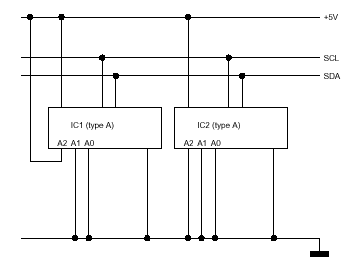 +5V
SCL
SDA
IC1 (type A) IC2 (type A)
A2 A1 A0 A2 A1 A0